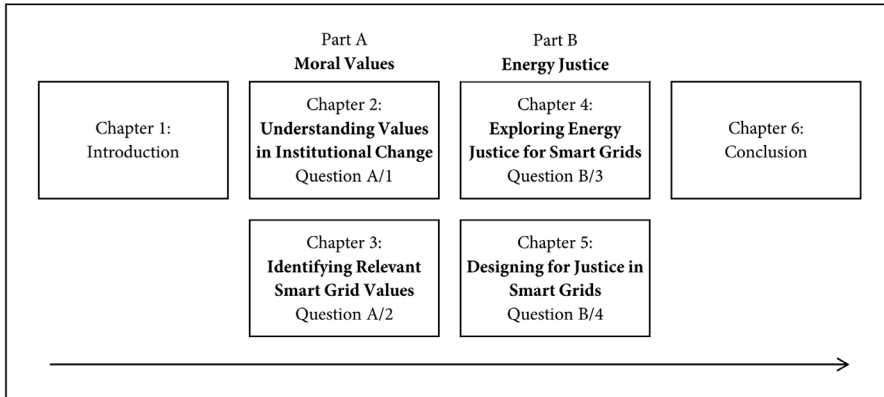 Part A
Moral Values
Part B
Energy Justice
Chapter 1:
Introduction
Chapter 2:
Understanding Values
in Institutional Change
Question A/1
Chapter 4:
Exploring Energy
Justice for Smart Grids
Question B/3
Chapter 6:
Conclusion
Chapter 3:
Identifying Relevant
Smart Grid Values
Question A/2
Chapter 5:
Designing for Justice in
Smart Grids
Question B/4